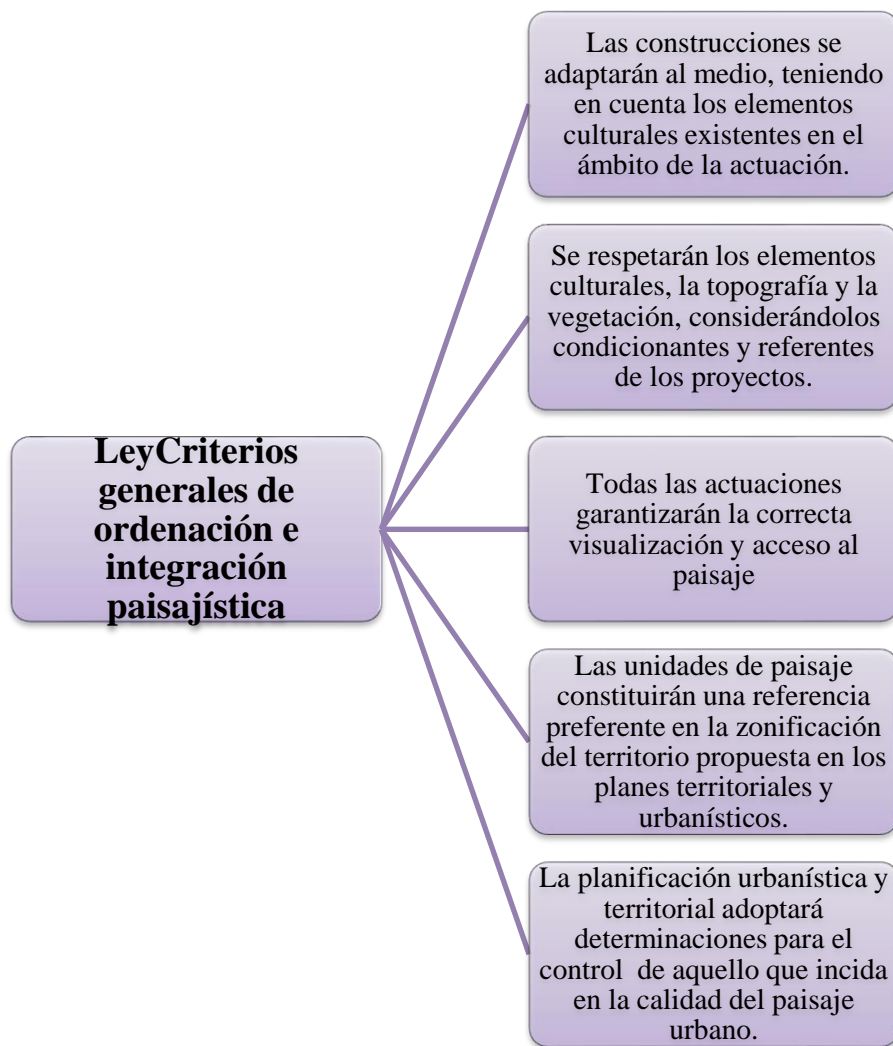 LeyCriterios
generales de
ordenación e
integración
paisajística
Las construcciones se
adaptarán al medio, teniendo
en cuenta los elementos
culturales existentes en el
ámbito de la actuación.
Se respetarán los elementos
culturales, la topografía y la
vegetación, considerándolos
condicionantes y referentes
de los proyectos.
Todas las actuaciones
garantizarán la correcta
visualización y acceso al
paisaje
Las unidades de paisaje
constituirán una referencia
preferente en la zonificación
del territorio propuesta en los
planes territoriales y
urbanísticos.
La planificación urbanística y
territorial adoptará
determinaciones para el
control de aquello que incida
en la calidad del paisaje
urbano.